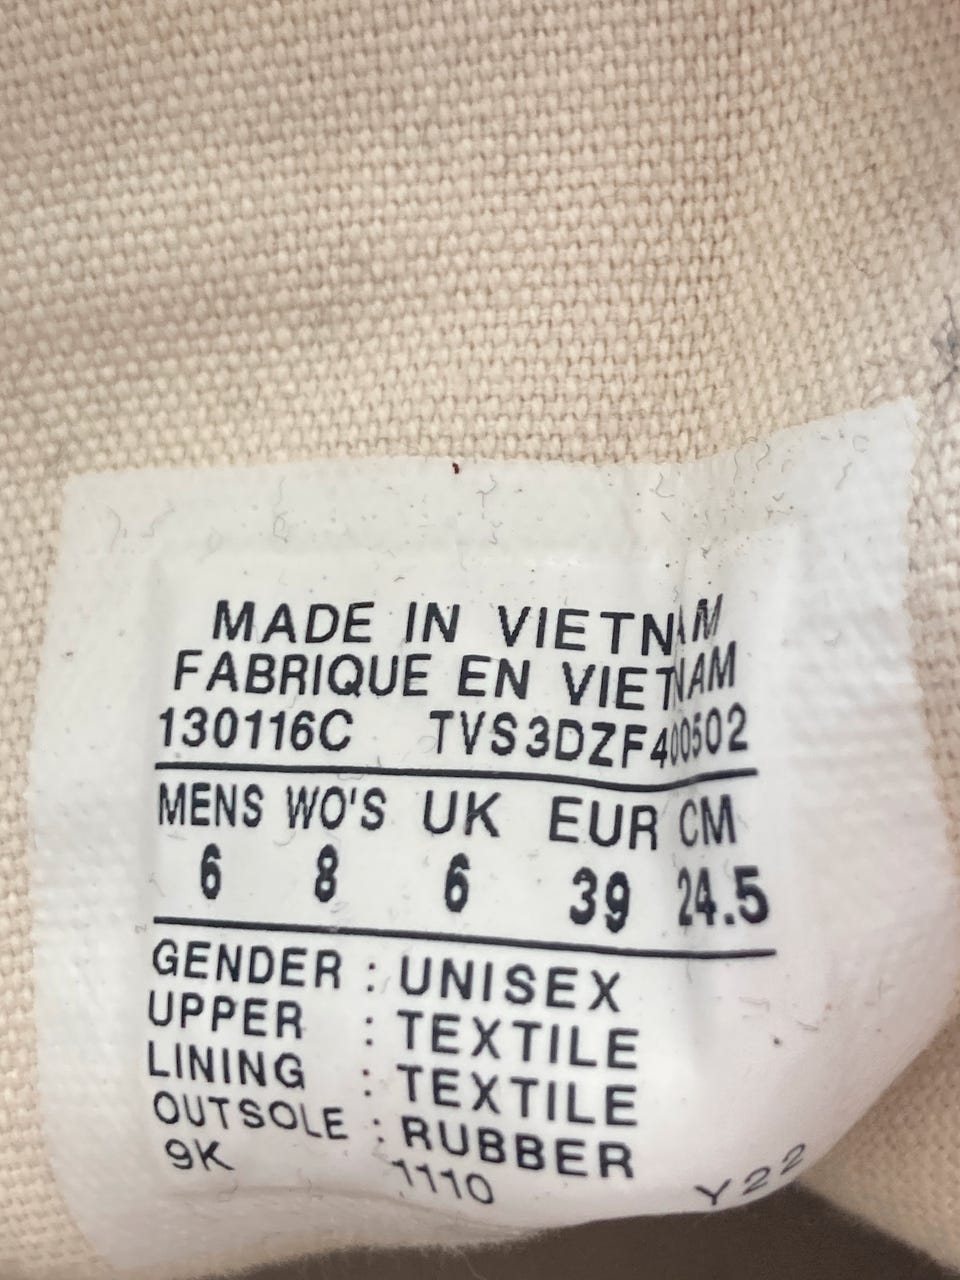 MADE IN VIETNAM
FABRIQUE EN VIETNAM
130116C TVS3DZF400502
MENS WO'S UK EUR CM
6 8 6 39 24.5
GENDER : UNISEX
UPPER : TEXTILE
LINING : TEXTILE
OUTSOLE : RUBBER
9K 1110 Y22